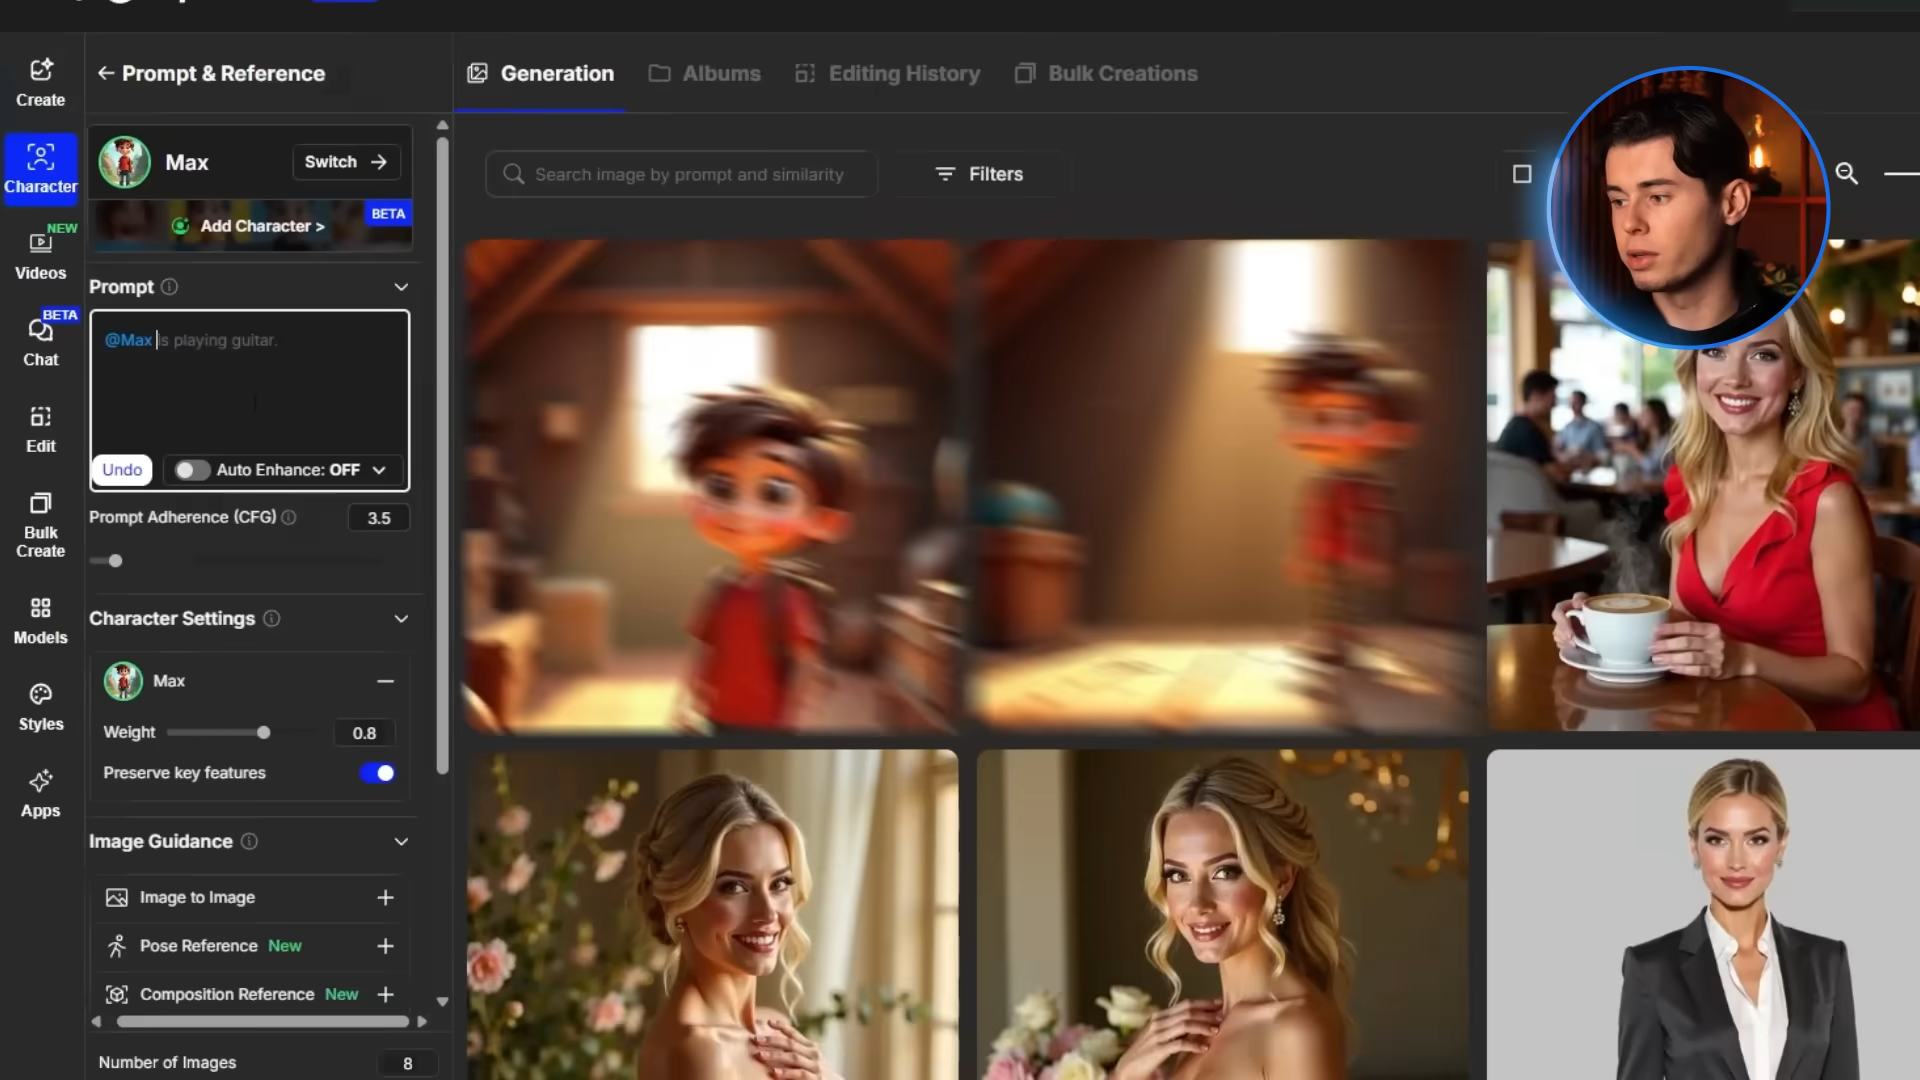 Create
Character
NEW
Videos
BETA
Chat
Edit
Bulk
Create
Models
Styles
Apps
Prompt & Reference
Max
Switch
BETA
Add Character >
Prompt
@Max is playing guitar.
Undo
Auto Enhance: OFF
Prompt Adherence (CFG)
3.5
Character Settings
Max
Weight
0.8
Preserve key features
Image Guidance
Image to Image
Pose Reference New
Composition Reference New
Number of Images
8
Generation
Albums
Editing History
Bulk Creations
Search image by prompt and similarity
Filters